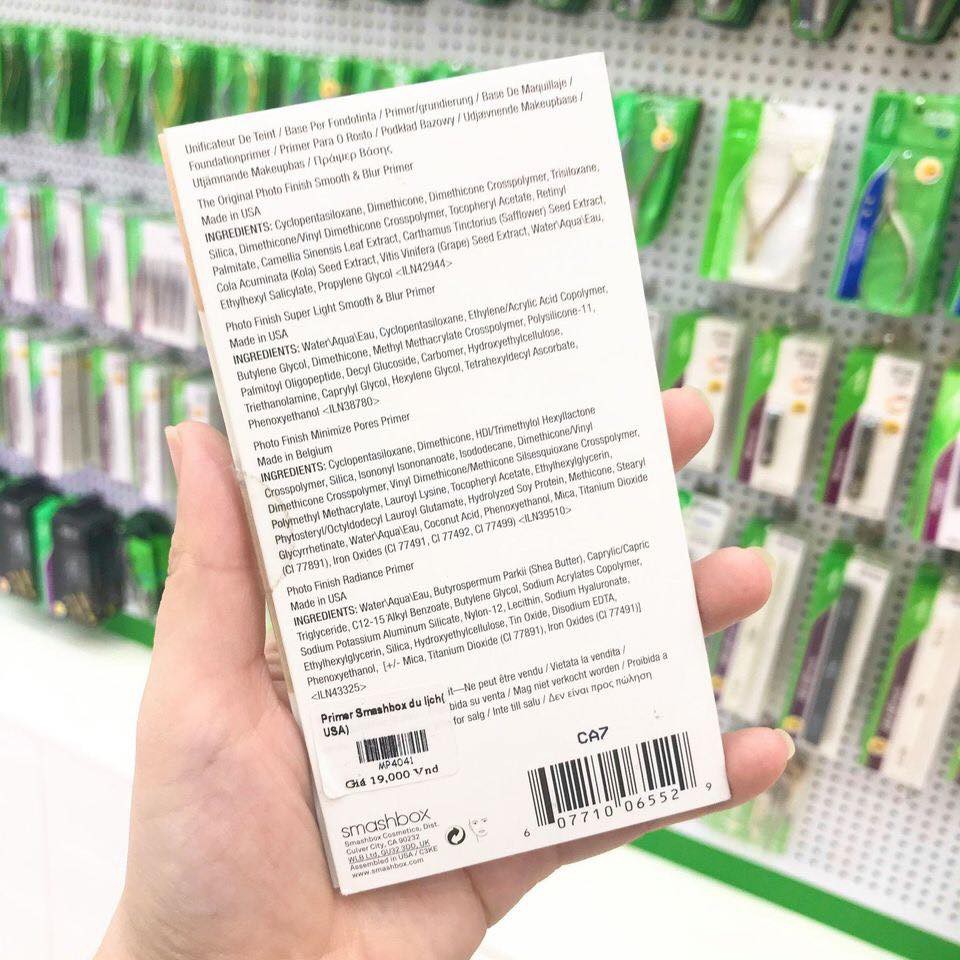 Unificateur De Teint / Base Per Fondotinta / Primer/grundierung / Base De Maquillaje /
Foundationprimer / Primer Para O Rosto / Podkład Bazowy / Udjævnende Makeupbase /
Utjämnande Makeupbas / Πράιμερ Βάσης
The Original Photo Finish Smooth & Blur Primer
Made in USA
INGREDIENTS: Cyclopentasiloxane, Dimethicone, Dimethicone Crosspolymer, Trisiloxane,
Silica, Dimethicone/Vinyl Dimethicone Crosspolymer, Tocopheryl Acetate, Retinyl
Palmitate, Camellia Sinensis Leaf Extract, Carthamus Tinctorius (Safflower) Seed Extract,
Cola Acuminata (Kola) Seed Extract, Vitis Vinifera (Grape) Seed Extract, Water\Aqua\Eau,
Ethylhexyl Salicylate, Propylene Glycol <ILN42944>
Photo Finish Super Light Smooth & Blur Primer
Made in USA
INGREDIENTS: Water\Aqua\Eau, Cyclopentasiloxane, Ethylene/Acrylic Acid Copolymer,
Butylene Glycol, Dimethicone, Methyl Methacrylate Crosspolymer, Polysilicone-11,
Palmitoyl Oligopeptide, Decyl Glucoside, Carbomer, Hydroxyethylcellulose,
Triethanolamine, Caprylyl Glycol, Hexylene Glycol, Tetrahexyldecyl Ascorbate,
Phenoxyethanol <ILN38780>
Photo Finish Minimize Pores Primer
Made in Belgium
INGREDIENTS: Cyclopentasiloxane, Dimethicone, HDI/Trimethylol Hexyllactone
Crosspolymer, Silica, Isononyl Isononanoate, Isododecane, Dimethicone/Vinyl
Dimethicone Crosspolymer, Vinyl Dimethicone/Methicone Silsesquioxane Crosspolymer,
Polymethyl Methacrylate, Lauroyl Lysine, Tocopheryl Acetate, Ethylhexylglycerin,
Phytosteryl/Octyldodecyl Lauroyl Glutamate, Hydrolyzed Soy Protein, Methicone, Stearyl
Glycyrrhetinate, Water\Aqua\Eau, Coconut Acid, Phenoxyethanol, Mica, Titanium Dioxide
(CI 77891), Iron Oxides (CI 77491, CI 77492, CI 77499) <ILN39510>
Photo Finish Radiance Primer
Made in USA
INGREDIENTS: Water\Aqua\Eau, Butyrospermum Parkii (Shea Butter), Caprylic/Capric
Triglyceride, C12-15 Alkyl Benzoate, Butylene Glycol, Sodium Acrylates Copolymer,
Sodium Potassium Aluminum Silicate, Nylon-12, Lecithin, Sodium Hyaluronate,
Ethylhexylglycerin, Silica, Hydroxyethylcellulose, Tin Oxide, Disodium EDTA,
Phenoxyethanol, [+/- Mica, Titanium Dioxide (CI 77891), Iron Oxides (CI 77491)]
<ILN43325>
it—Ne peut être vendu / Vietata la vendita /
bida su venta / Mag niet verkocht worden / Proibida a
for salg / Inte till salu / Δεν είναι προς πώληση
Primer Smashbox du lịch(
USA)
MP4041
Giá 19,000 Vnd
CA7
6 07710 06552 9
smashbox
Smashbox Cosmetics, Dist.
Culver City, CA 90232
WLB Ltd, GU32 3DD, UK
Assembled in USA / C3KE
www.smashbox.com